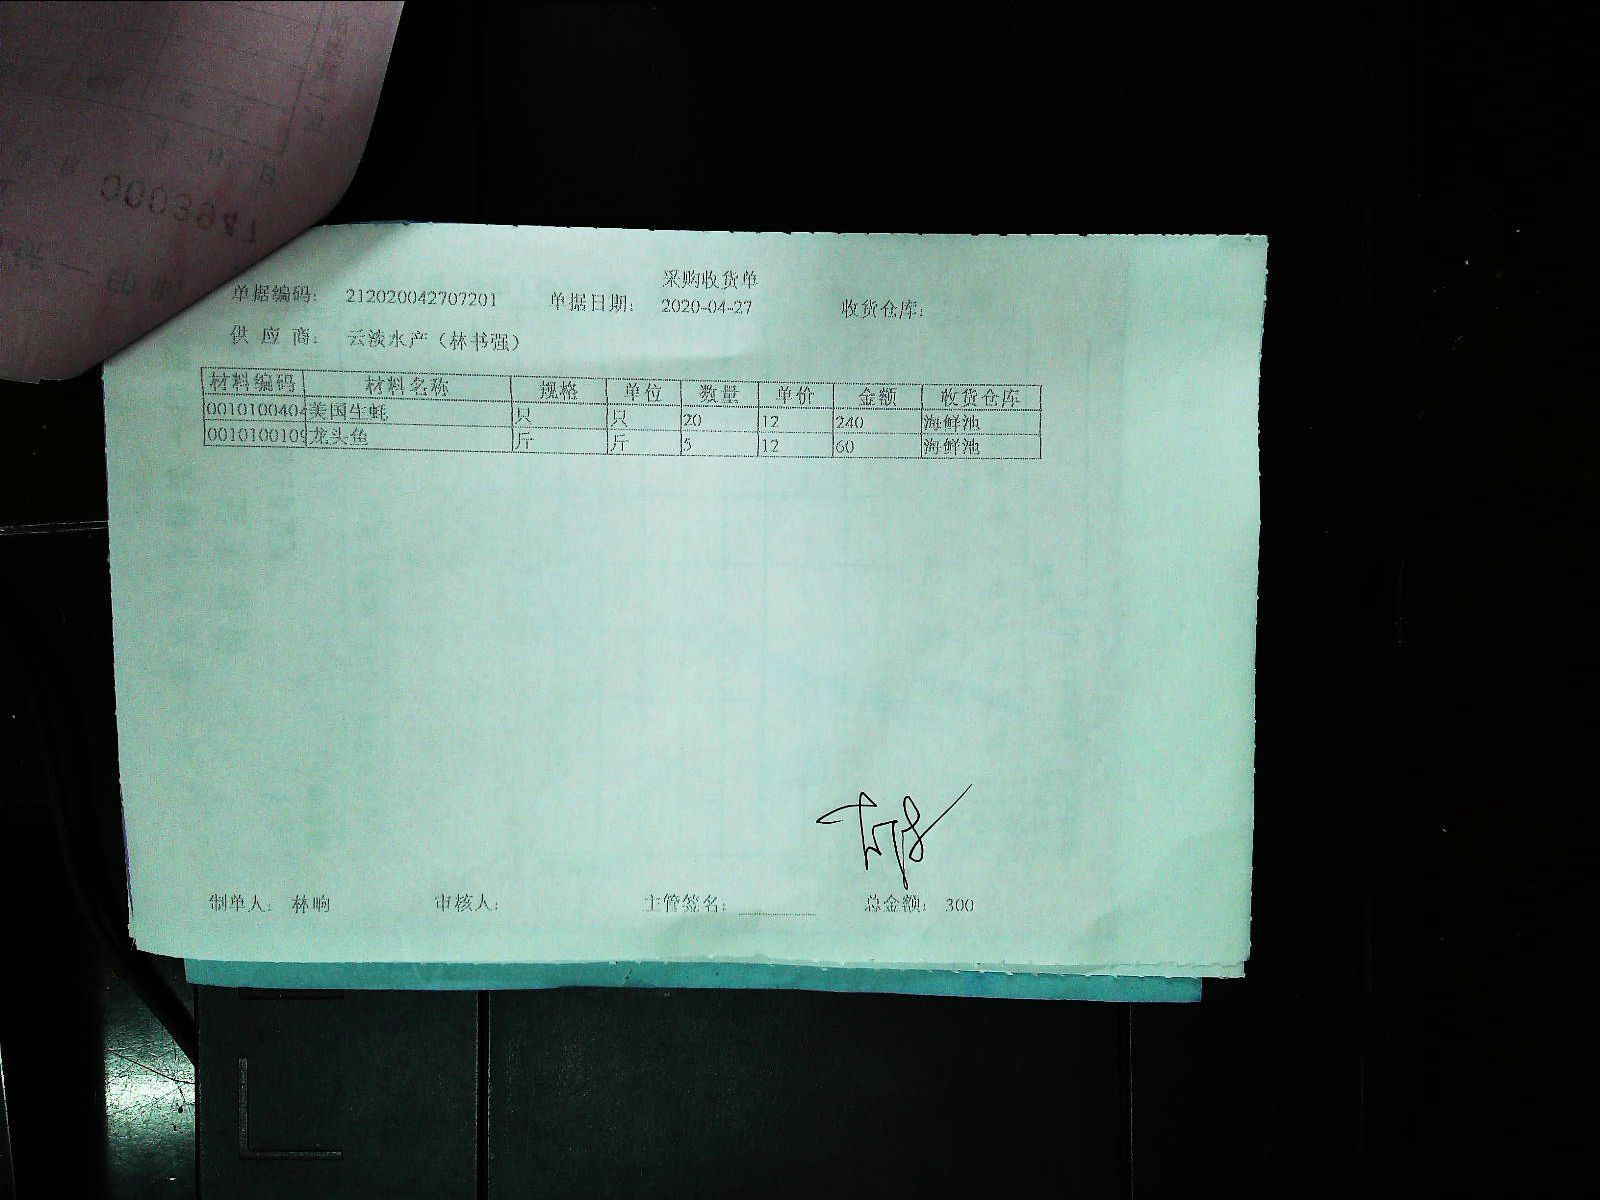 0003947
采购收货单
单据编码: 212020042707201 单据日期: 2020-04-27 收货仓库:
供 应 商: 云淡水产（林书强）
材料编码 材料名称 规格 单位 数量 单价 金额 收货仓库
0010100404 美国生蚝 只 只 20 12 240 海鲜池
0010100109 龙头鱼 斤 斤 5 12 60 海鲜池
制单人: 林响 审核人: 主管签名: 总金额: 300